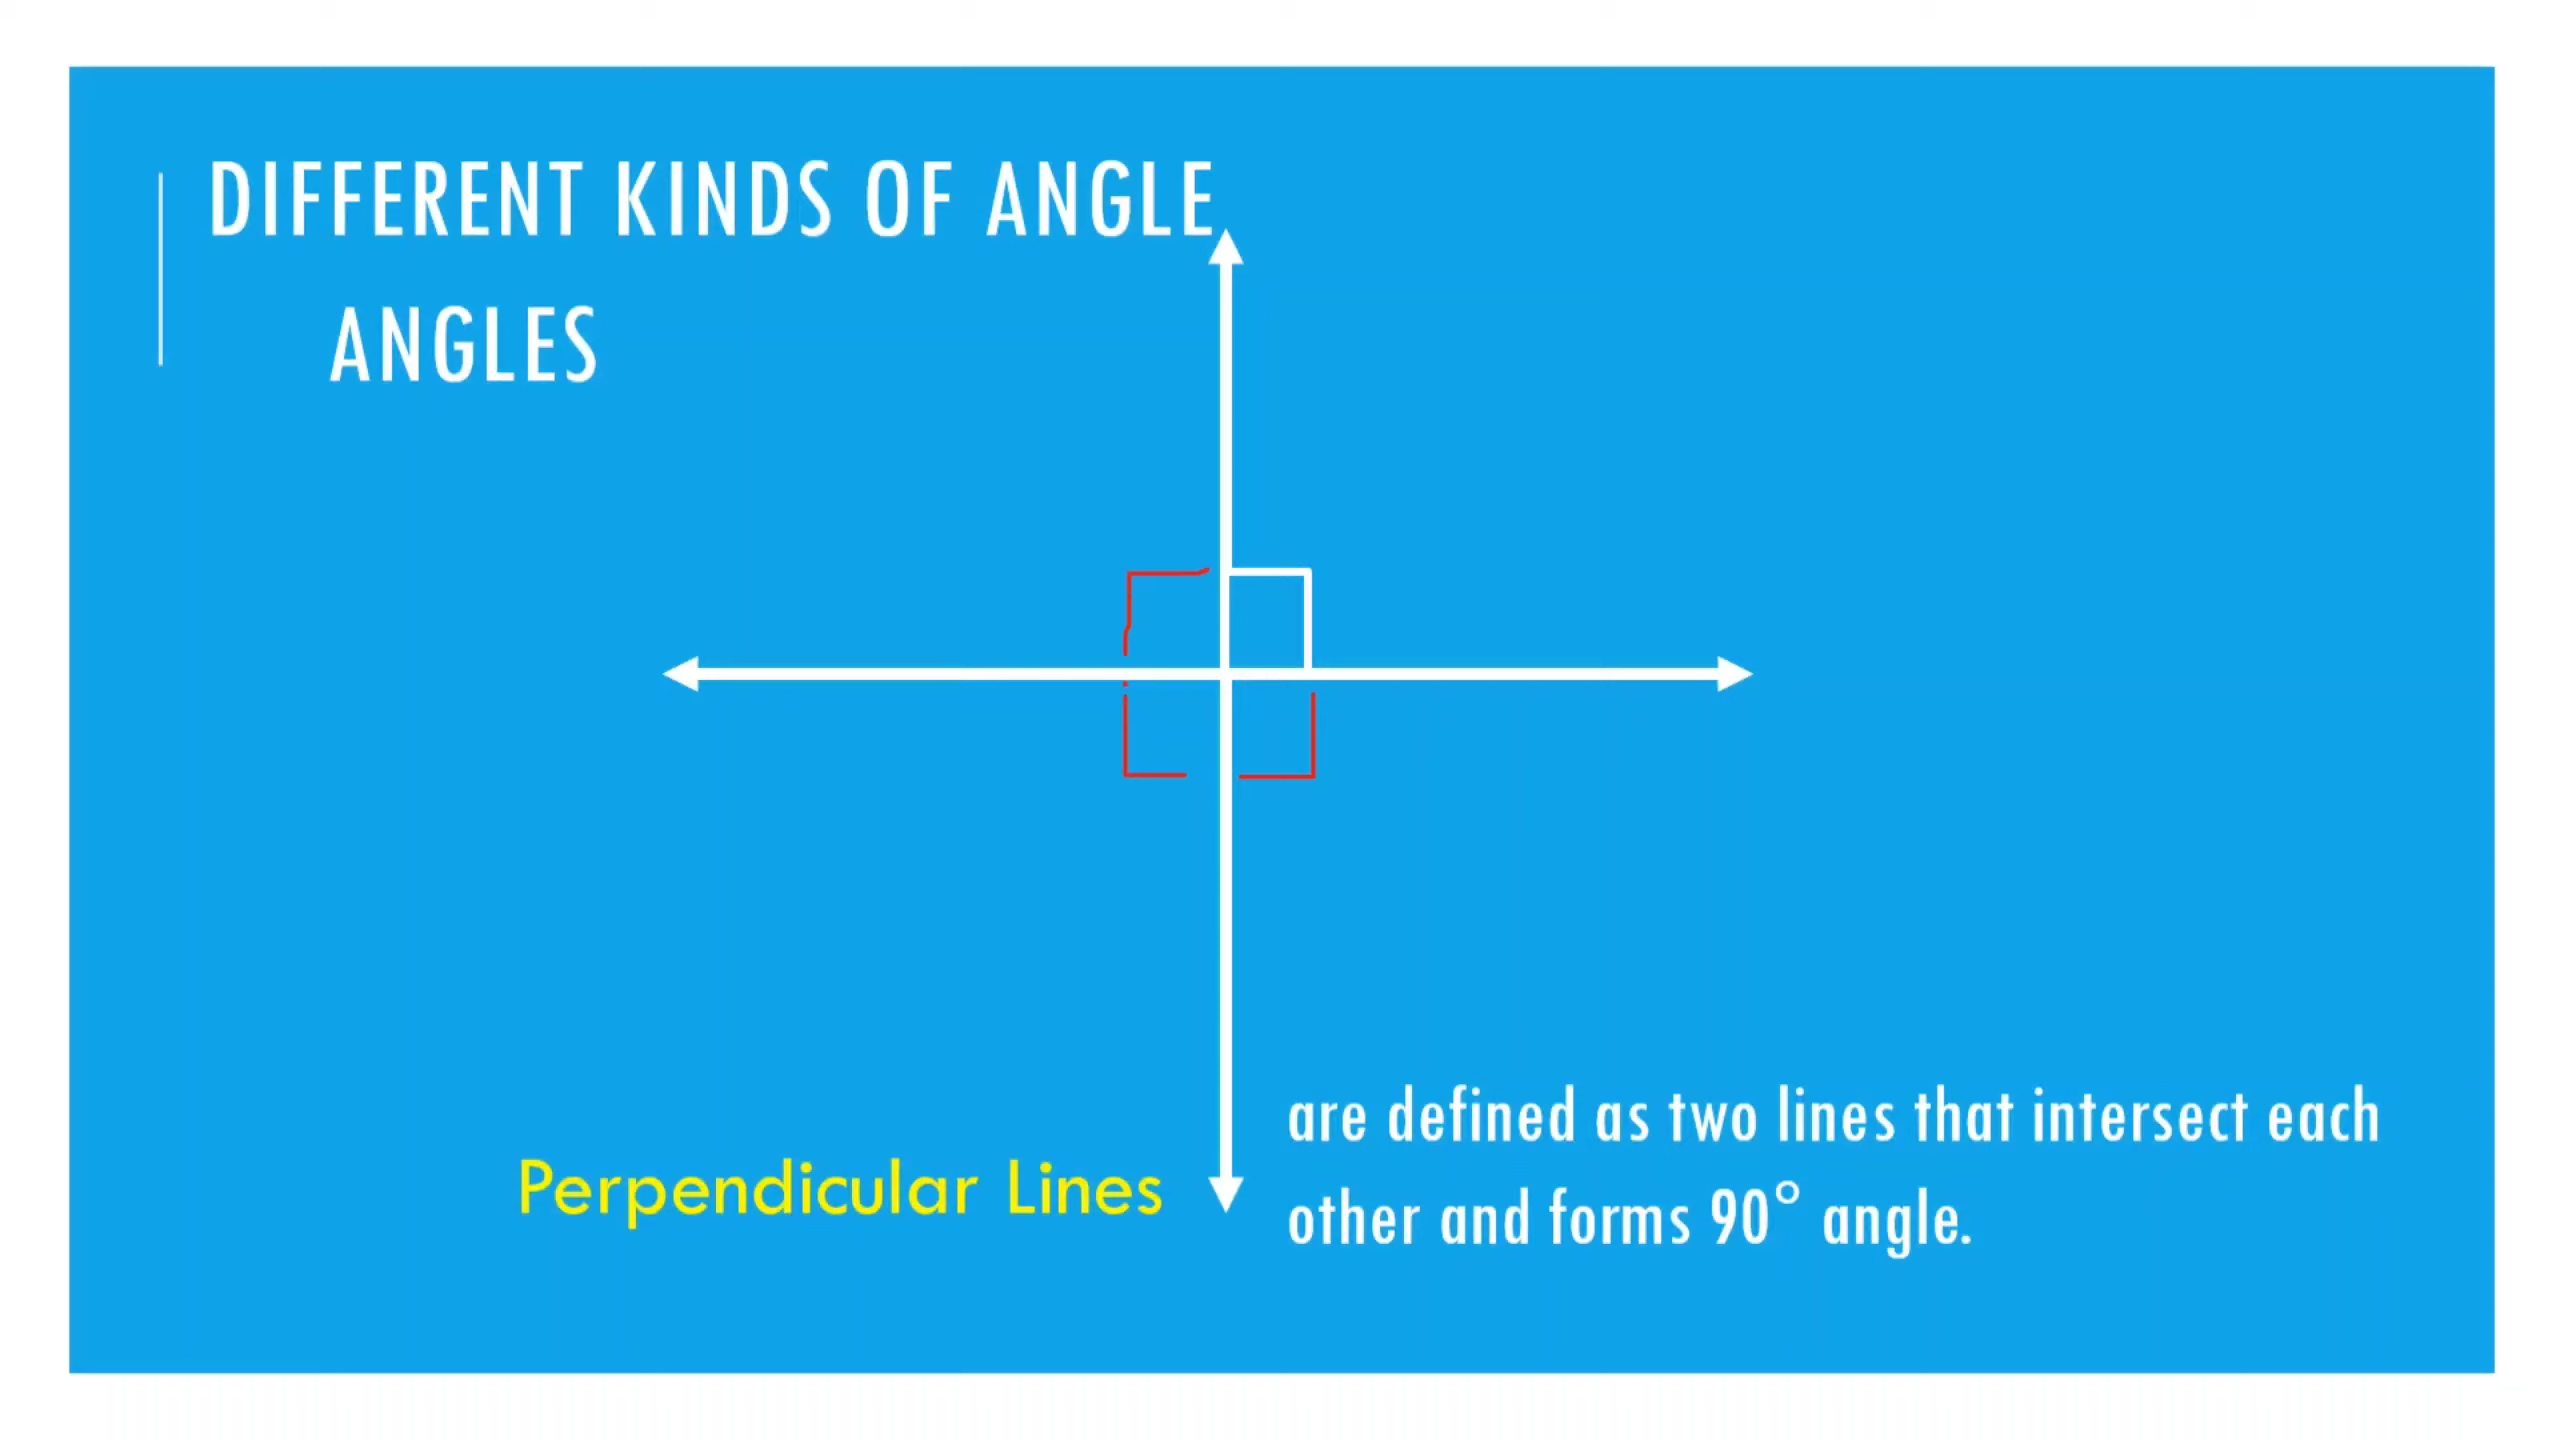 DIFFERENT KINDS OF ANGLE
ANGLES
Perpendicular Lines
are defined as two lines that intersect each
other and forms 90° angle.